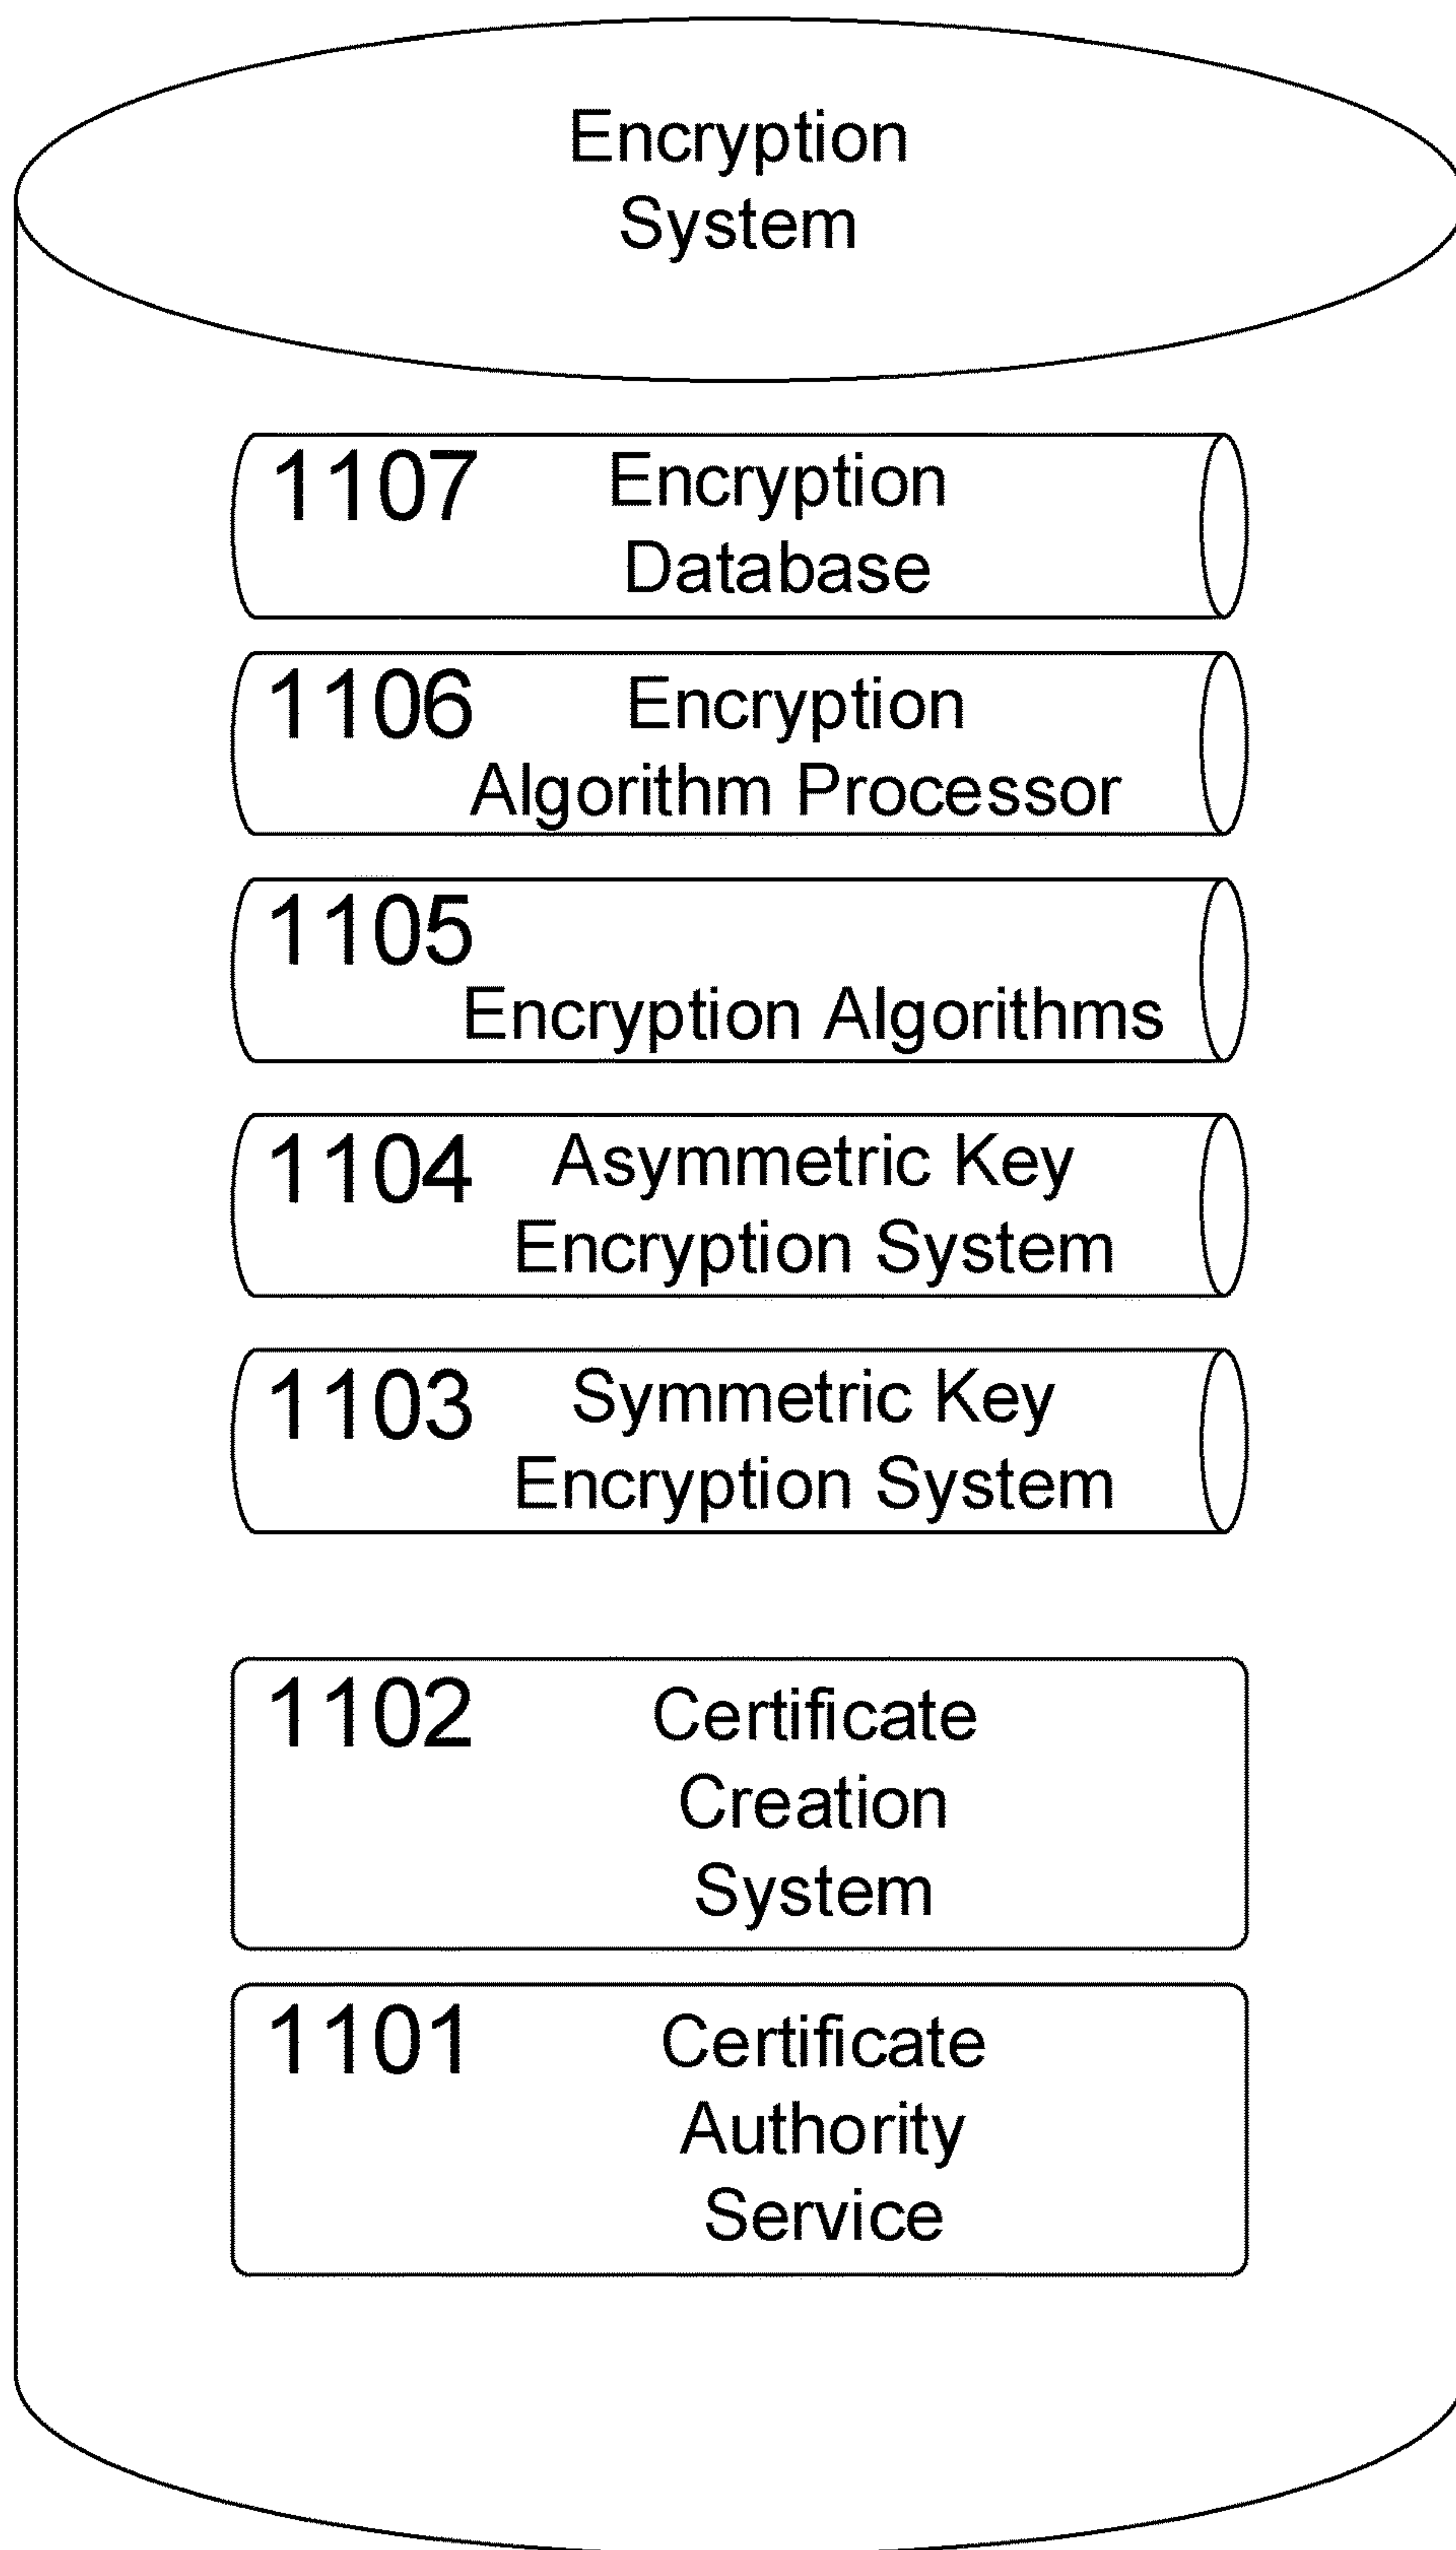 Encryption
System
1107 Encryption
Database
1106 Encryption
Algorithm Processor
1105
Encryption Algorithms
1104 Asymmetric Key
Encryption System
1103 Symmetric Key
Encryption System
1102 Certificate
Creation
System
1101 Certificate
Authority
Service